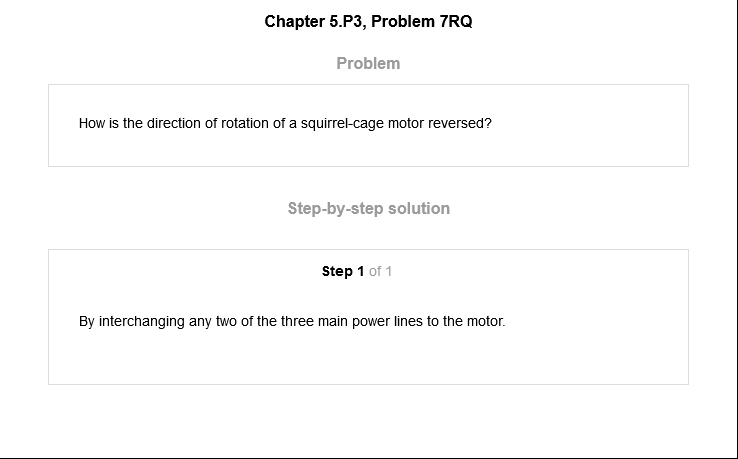 Chapter 5.P3, Problem 7RQ
Problem
How is the direction of rotation of a squirrel-cage motor reversed?
Step-by-step solution
Step 1 of 1
By interchanging any two of the three main power lines to the motor.